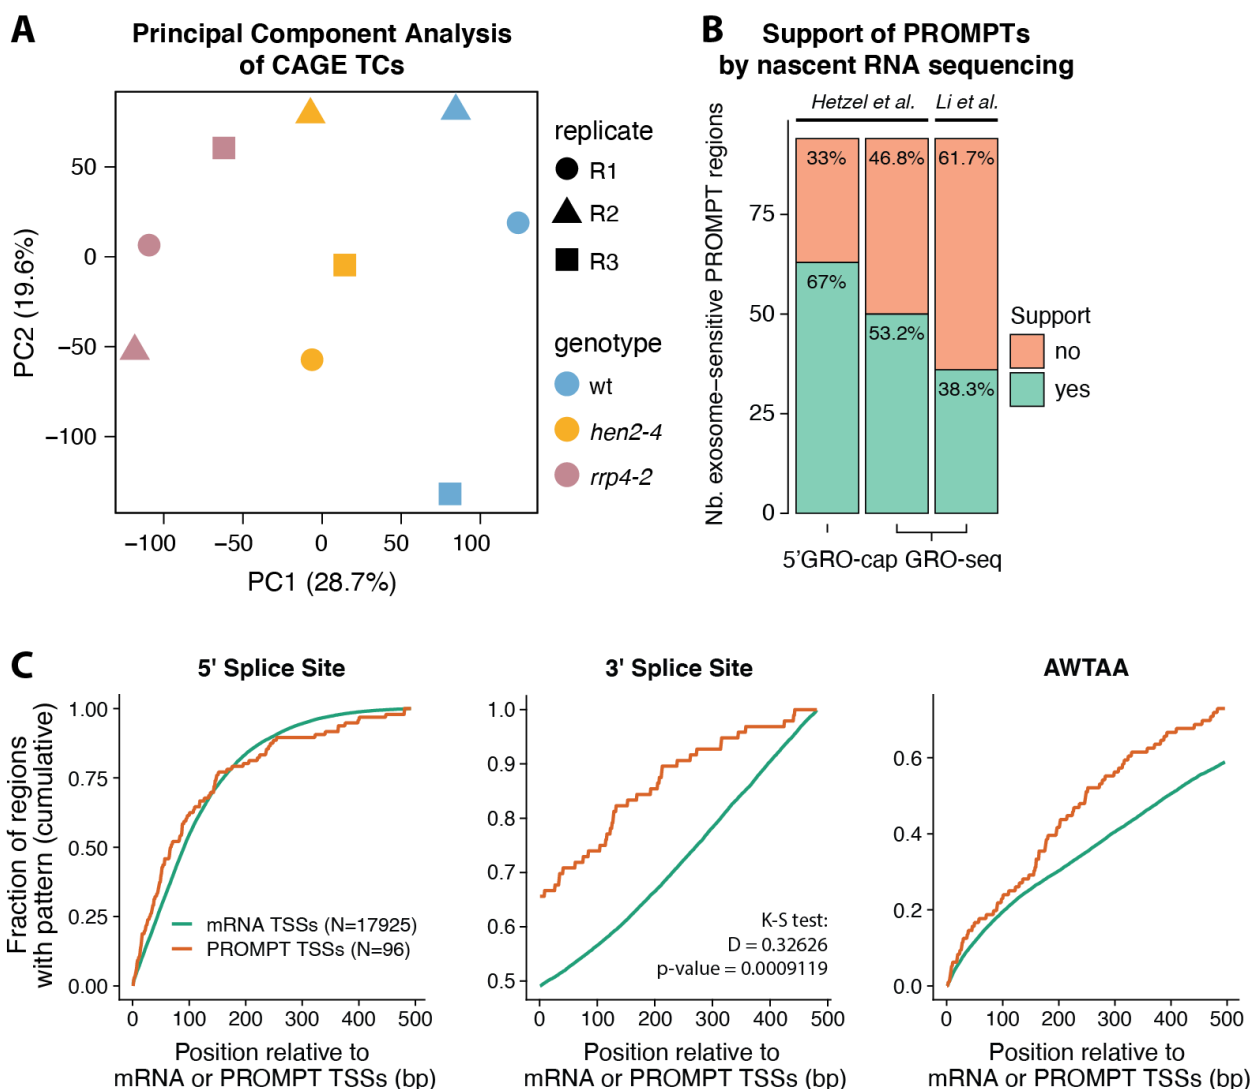 A
Principal Component Analysis
of CAGE TCs
50
0
−50
−100
PC2 (19.6%)
−100
−50
0
50
100
PC1 (28.7%)
replicate
R1
R2
R3
genotype
wt
hen2-4
rrp4-2
B
Support of PROMPTs
by nascent RNA sequencing
Hetzel et al.
Li et al.
Nb. exosome−sensitive PROMPT regions
75
50
25
0
33%
46.8%
61.7%
67%
53.2%
38.3%
5'GRO-cap
GRO-seq
Support
no
yes
C
5' Splice Site
Fraction of regions
with pattern (cumulative)
1.00
0.75
0.50
0.25
0.00
mRNA TSSs (N=17925)
PROMPT TSSs (N=96)
0
100
200
300
400
500
Position relative to
mRNA or PROMPT TSSs (bp)
3' Splice Site
1.0
0.9
0.8
0.7
0.6
0.5
K-S test:
D = 0.32626
p-value = 0.0009119
0
100
200
300
400
500
Position relative to
mRNA or PROMPT TSSs (bp)
AWTAA
0.6
0.4
0.2
0.0
0
100
200
300
400
500
Position relative to
mRNA or PROMPT TSSs (bp)